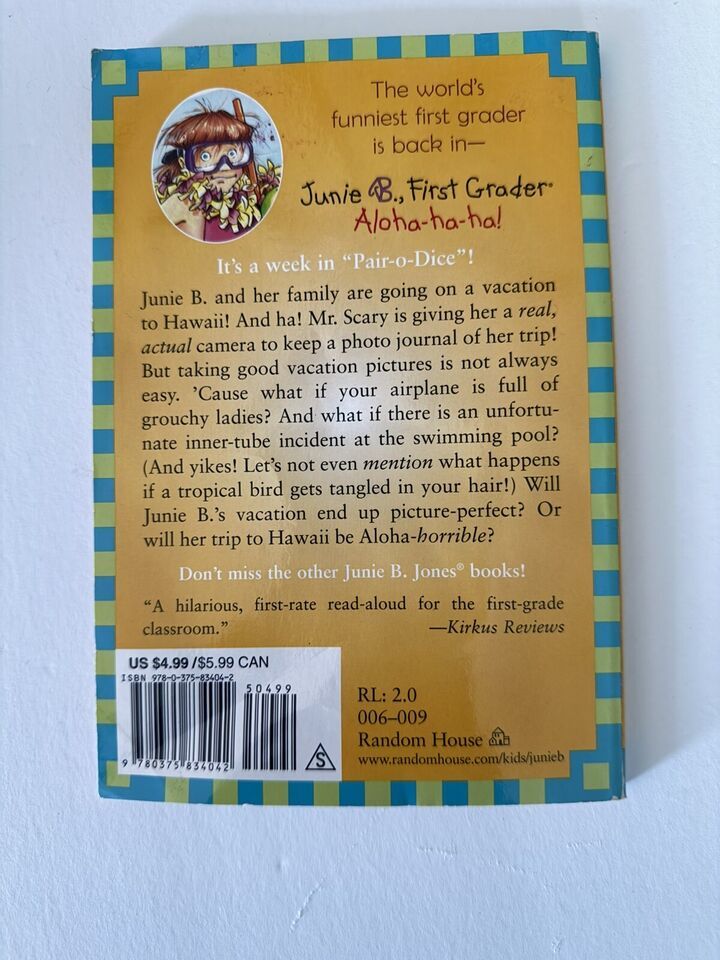 The world's
funniest first grader
is back in—
Junie B., First Grader®
Aloha-ha-ha!
It's a week in "Pair-o-Dice"!
Junie B. and her family are going on a vacation
to Hawaii! And ha! Mr. Scary is giving her a real,
actual camera to keep a photo journal of her trip!
But taking good vacation pictures is not always
easy. 'Cause what if your airplane is full of
grouchy ladies? And what if there is an unfortu-
nate inner-tube incident at the swimming pool?
(And yikes! Let's not even mention what happens
if a tropical bird gets tangled in your hair!) Will
Junie B.'s vacation end up picture-perfect? Or
will her trip to Hawaii be Aloha-horrible?
Don't miss the other Junie B. Jones® books!
"A hilarious, first-rate read-aloud for the first-grade
classroom." —Kirkus Reviews
US $4.99 / $5.99 CAN
ISBN 978-0-375-83404-2
50499
9 780375 834042
S
RL: 2.0
006–009
Random House
www.randomhouse.com/kids/junieb